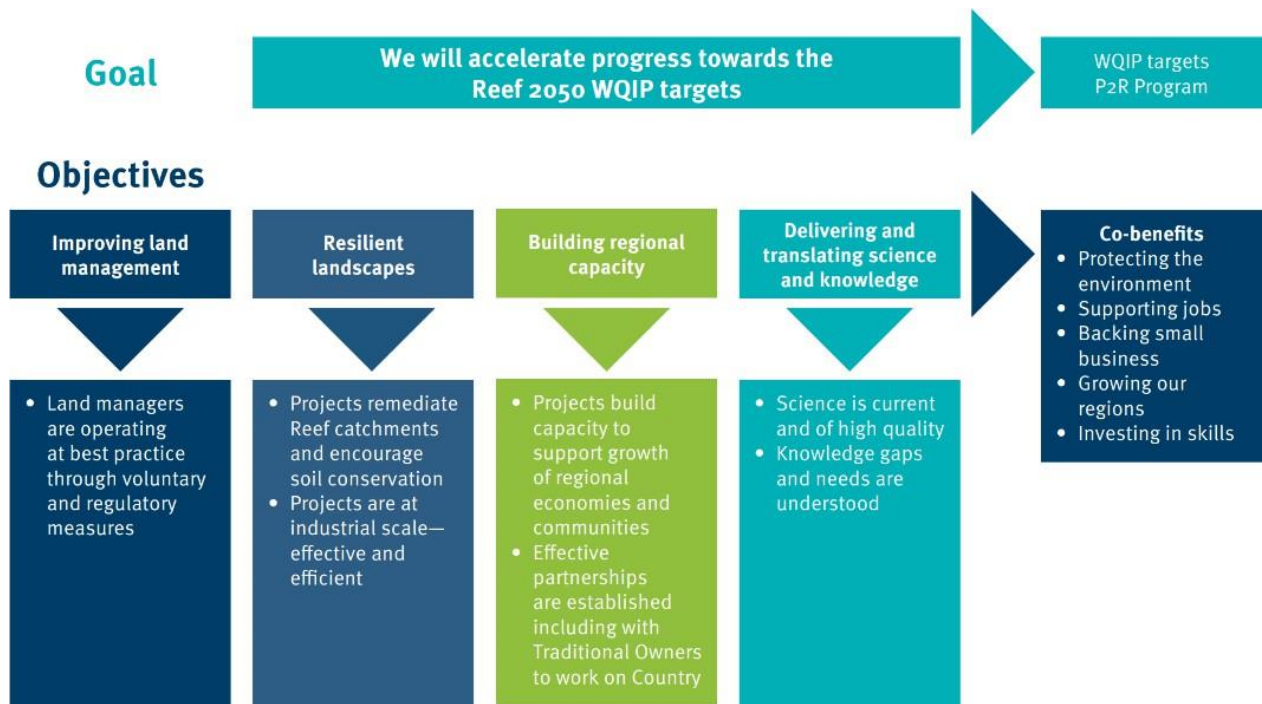 Goal
We will accelerate progress towards the
Reef 2050 WQIP targets
WQIP targets
P2R Program
Objectives
Improving land
management
• Land managers
are operating
at best practice
through voluntary
and regulatory
measures
Resilient
landscapes
• Projects remediate
Reef catchments
and encourage
soil conservation
• Projects are at
industrial scale—
effective and
efficient
Building regional
capacity
• Projects build
capacity to
support growth
of regional
economies and
communities
• Effective
partnerships
are established
including with
Traditional Owners
to work on Country
Delivering and
translating science
and knowledge
• Science is current
and of high quality
• Knowledge gaps
and needs are
understood
Co-benefits
• Protecting the
environment
• Supporting jobs
• Backing small
business
• Growing our
regions
• Investing in skills